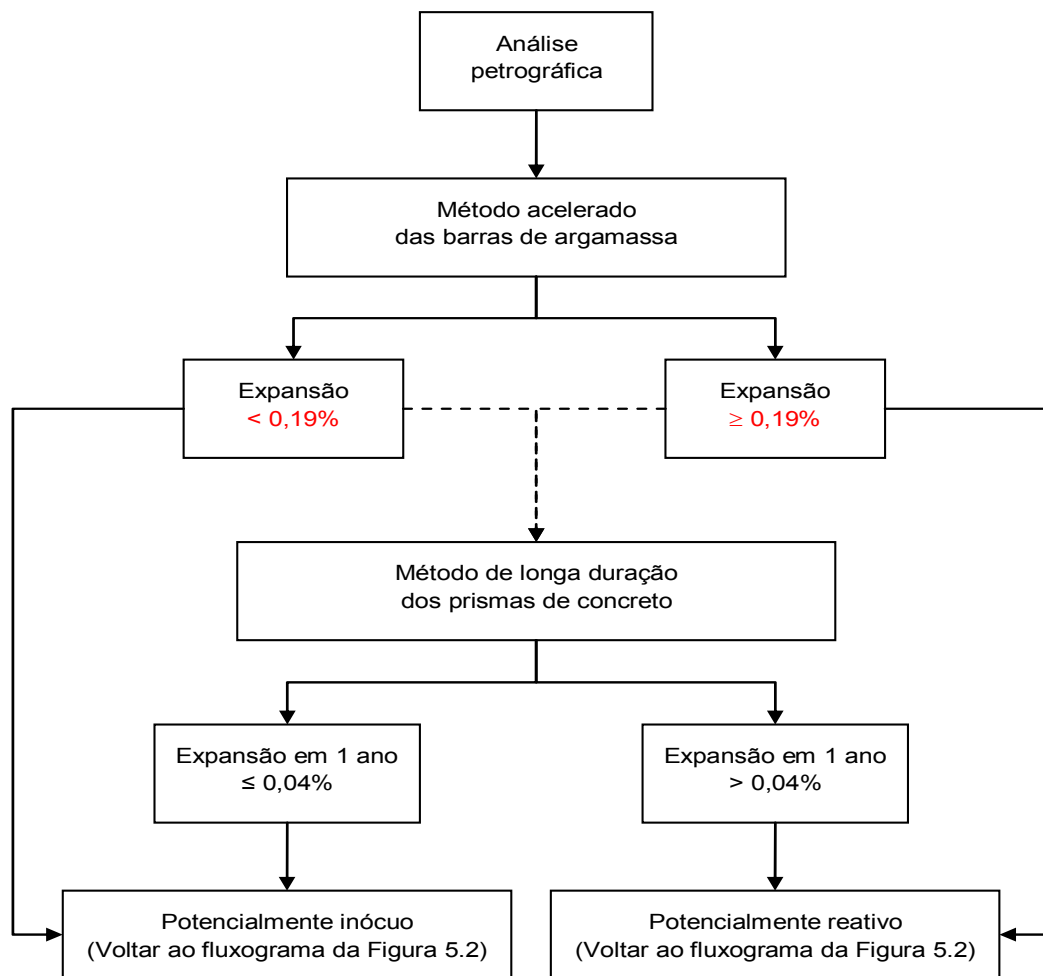 Análise
petrográfica
Método acelerado
das barras de argamassa
Expansão
< 0,19%
Expansão
≥ 0,19%
Método de longa duração
dos prismas de concreto
Expansão em 1 ano
≤ 0,04%
Expansão em 1 ano
> 0,04%
Potencialmente inócuo
(Voltar ao fluxograma da Figura 5.2)
Potencialmente reativo
(Voltar ao fluxograma da Figura 5.2)